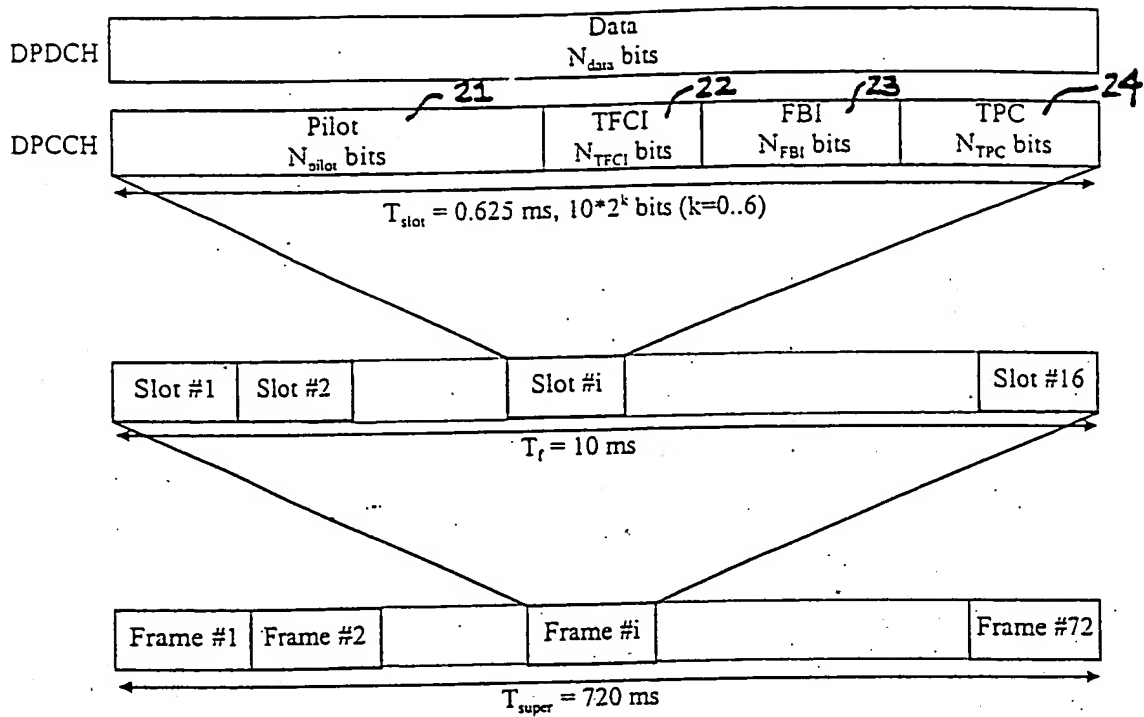 Data
DPDCH
N_data bits
21 22 23 24
DPCCH
Pilot TFCI FBI TPC
N_pilot bits N_TFCI bits N_FBI bits N_TPC bits
T_slot = 0.625 ms, 10*2^k bits (k=0..6)
Slot #1 Slot #2 Slot #i Slot #16
T_f = 10 ms
Frame #1 Frame #2 Frame #i Frame #72
T_super = 720 ms